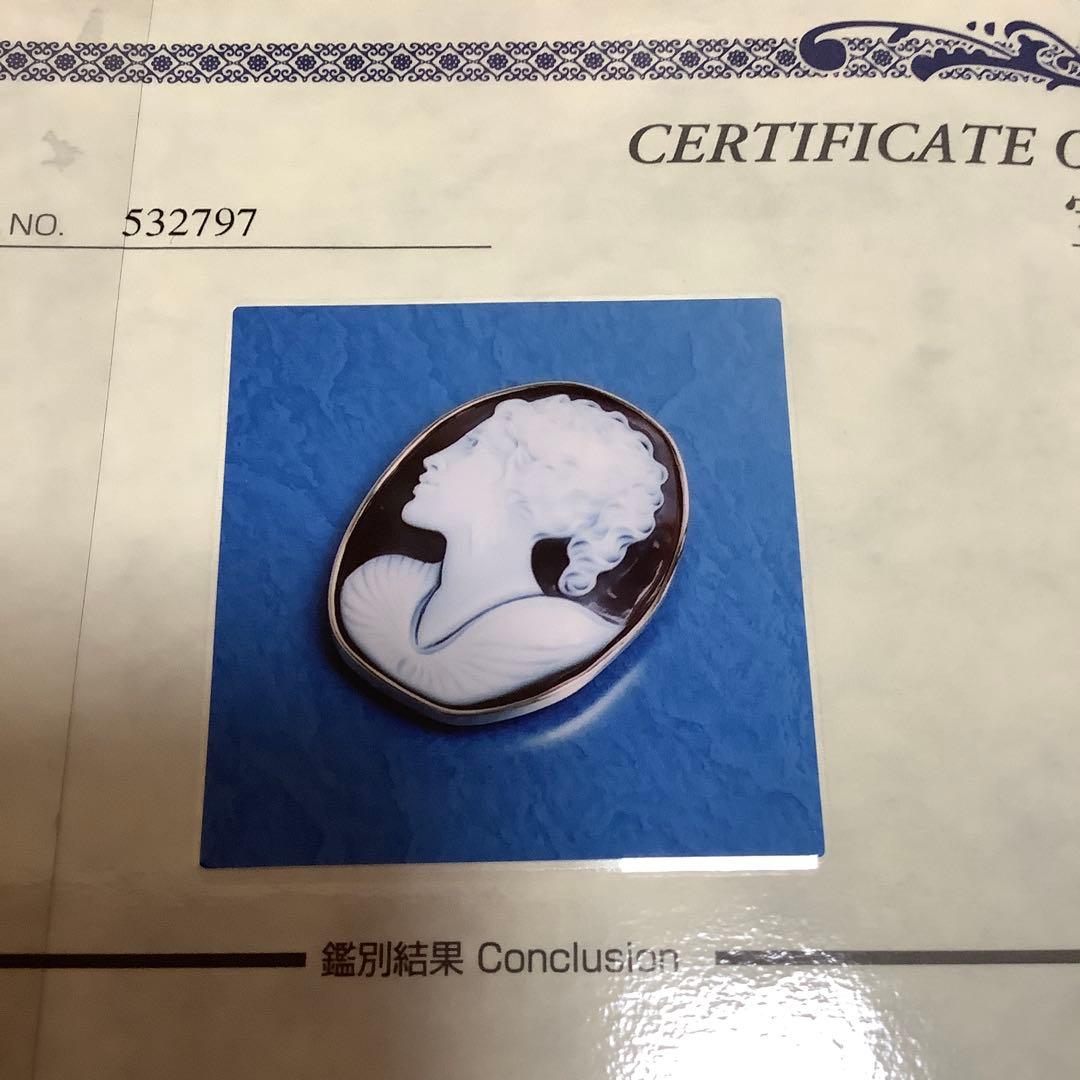 CERTIFICATE
NO. 532797
鑑別結果 Conclusion